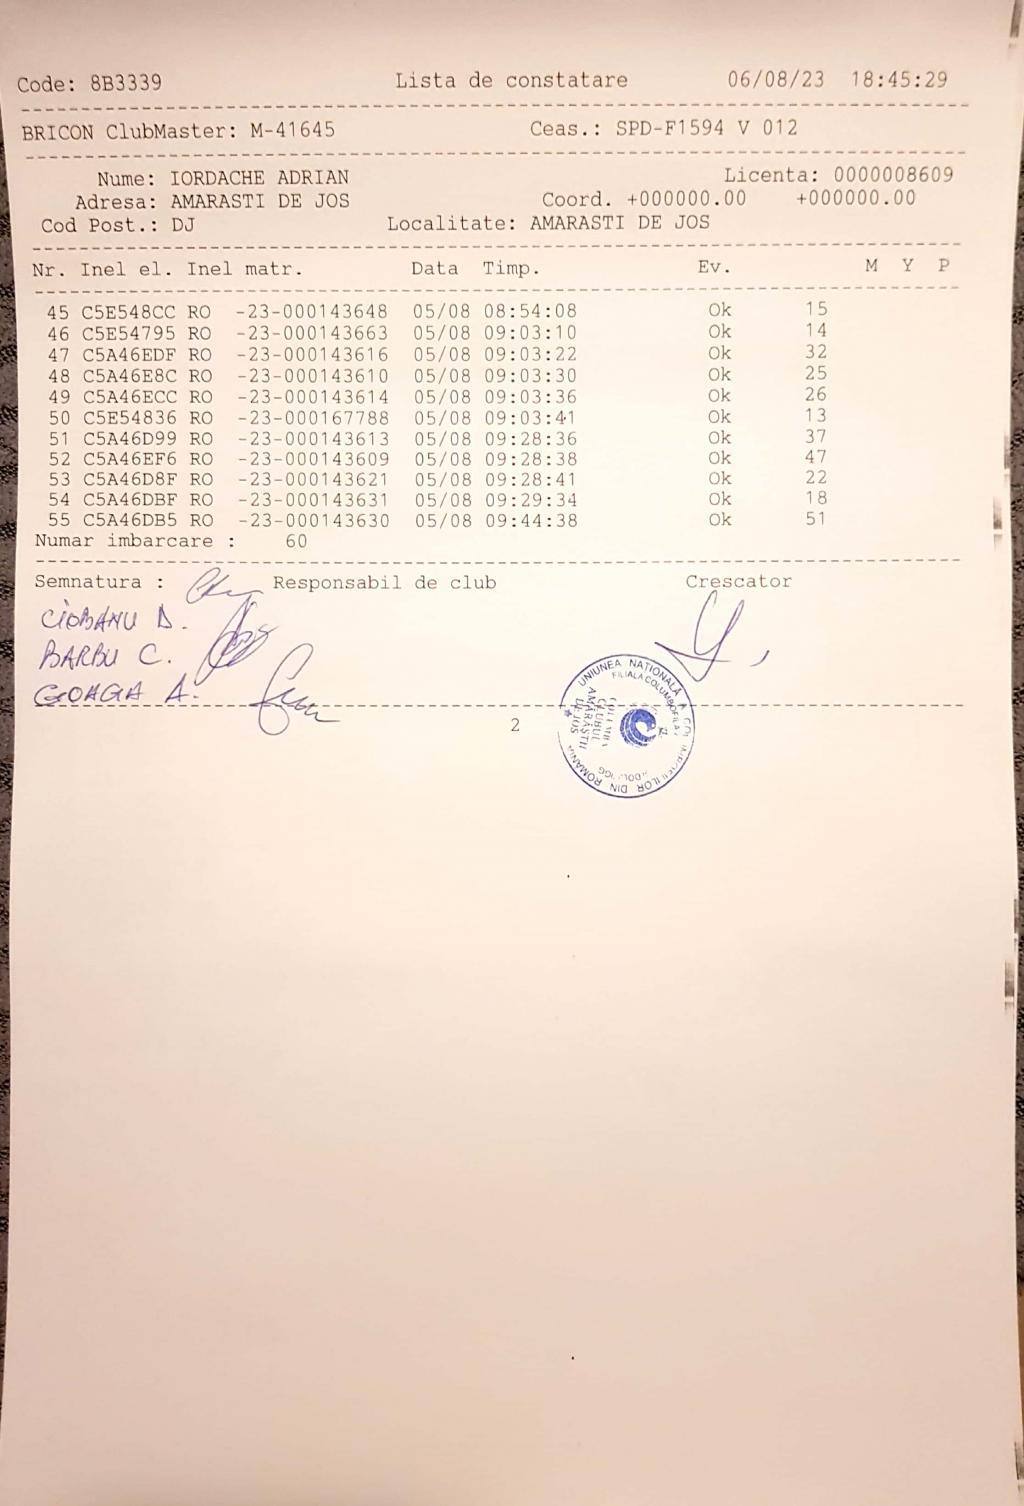 Code: 8B3339 Lista de constatare 06/08/23 18:45:29
BRICON ClubMaster: M-41645 Ceas.: SPD-F1594 V 012
Nume: IORDACHE ADRIAN Licenta: 0000008609
Adresa: AMARASTI DE JOS Coord. +000000.00 +000000.00
Cod Post.: DJ Localitate: AMARASTI DE JOS
Nr. Inel el. Inel matr. Data Timp. Ev. M Y P
45 C5E548CC RO -23-000143648 05/08 08:54:08 Ok 15
46 C5E54795 RO -23-000143663 05/08 09:03:10 Ok 14
47 C5A46EDF RO -23-000143616 05/08 09:03:22 Ok 32
48 C5A46E8C RO -23-000143610 05/08 09:03:30 Ok 25
49 C5A46ECC RO -23-000143614 05/08 09:03:36 Ok 26
50 C5E54836 RO -23-000167788 05/08 09:03:41 Ok 13
51 C5A46D99 RO -23-000143613 05/08 09:28:36 Ok 37
52 C5A46EF6 RO -23-000143609 05/08 09:28:38 Ok 47
53 C5A46D8F RO -23-000143621 05/08 09:28:41 Ok 22
54 C5A46DBF RO -23-000143631 05/08 09:29:34 Ok 18
55 C5A46DB5 RO -23-000143630 05/08 09:44:38 Ok 51
Numar imbarcare : 60
Semnatura : Responsabil de club Crescator
CIOBANU D.
BARBU C.
GOAGA A.
UNIUNEA NATIONALA A DIN ROMANIA
FILIALA COLUMBOFILA
CLUBUL
AMARASTII
DE JOS
2